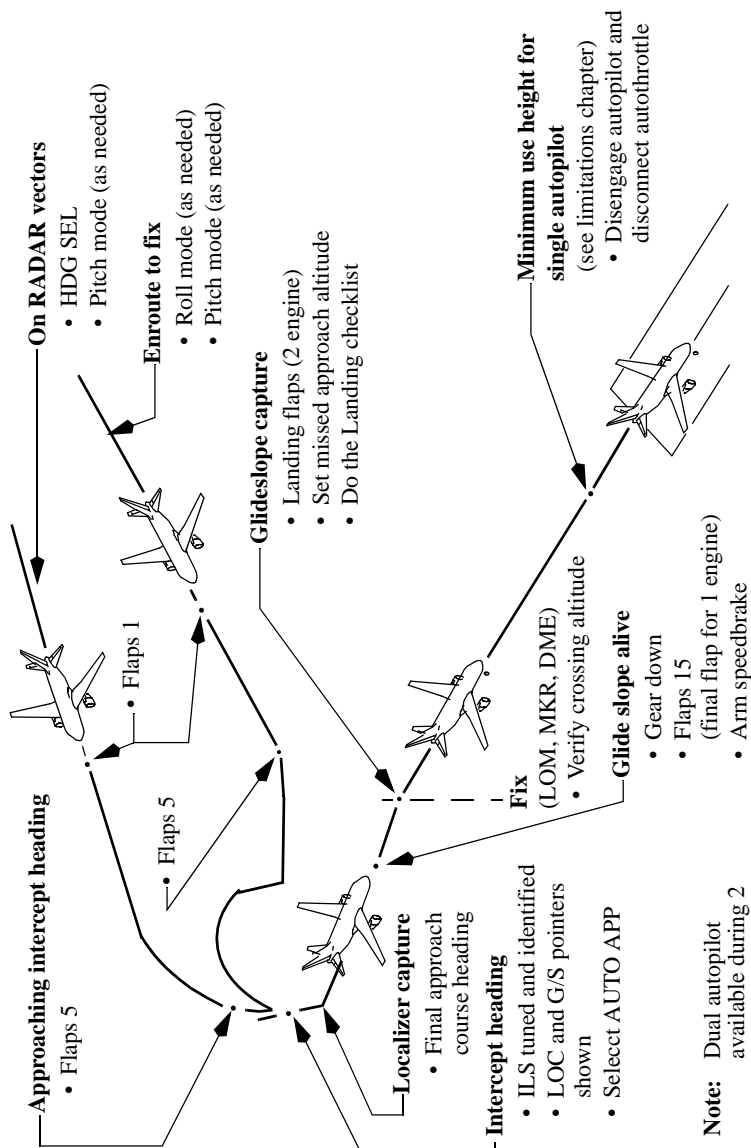 On RADAR vectors
• HDG SEL
• Pitch mode (as needed)
Enroute to fix
• Roll mode (as needed)
• Pitch mode (as needed)
Approaching intercept heading
• Flaps 5
• Flaps 1
• Flaps 5
Localizer capture
• Final approach
course heading
Intercept heading
• ILS tuned and identified
• LOC and G/S pointers
shown
• Selecct AUTO APP
Glideslope capture
• Landing flaps (2 engine)
• Set missed approach altitude
• Do the Landing checklist
Fix
(LOM, MKR, DME)
• Verify crossing altitude
Glide slope alive
• Gear down
• Flaps 15
(final flap for 1 engine)
• Arm speedbrake
Minimum use height for
single autopilot
(see limitations chapter)
• Disengage autopilot and
disconnect autothrottle
Note: Dual autopilot
available during 2